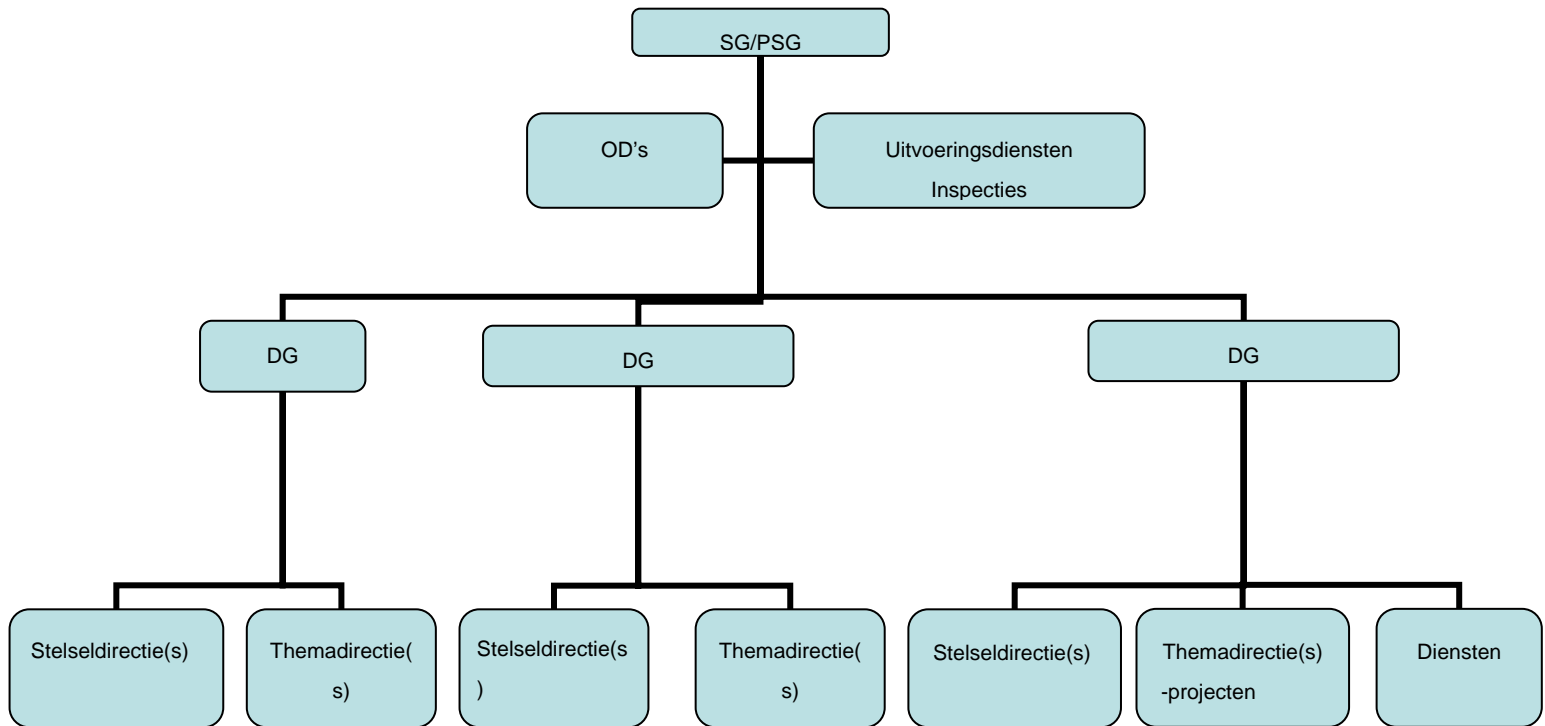 SG/PSG
OD's
Uitvoeringsdiensten
Inspecties
DG
DG
DG
Stelseldirectie(s)
Themadirectie(
s)
Stelseldirectie(s
)
Themadirectie(
s)
Stelseldirectie(s)
Themadirectie(s)
-projecten
Diensten